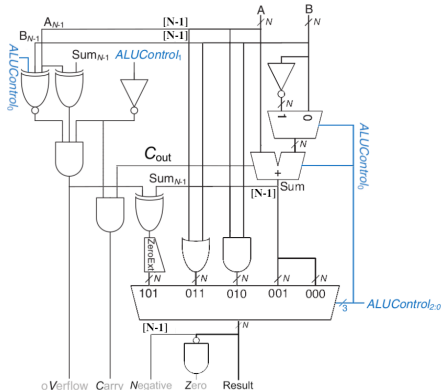 A_{N-1} [N-1] A B
N N
B_{N-1} [N-1]
Sum_{N-1} ALUControl_1
ALUControl_0
N
1 0
N
ALUControl_0
C_out
+
Sum_{N-1} [N-1] Sum
ZeroExt
N N N N N
101 011 010 001 000
3 ALUControl_{2:0}
[N-1] N
oVerflow Carry Negative Zero Result